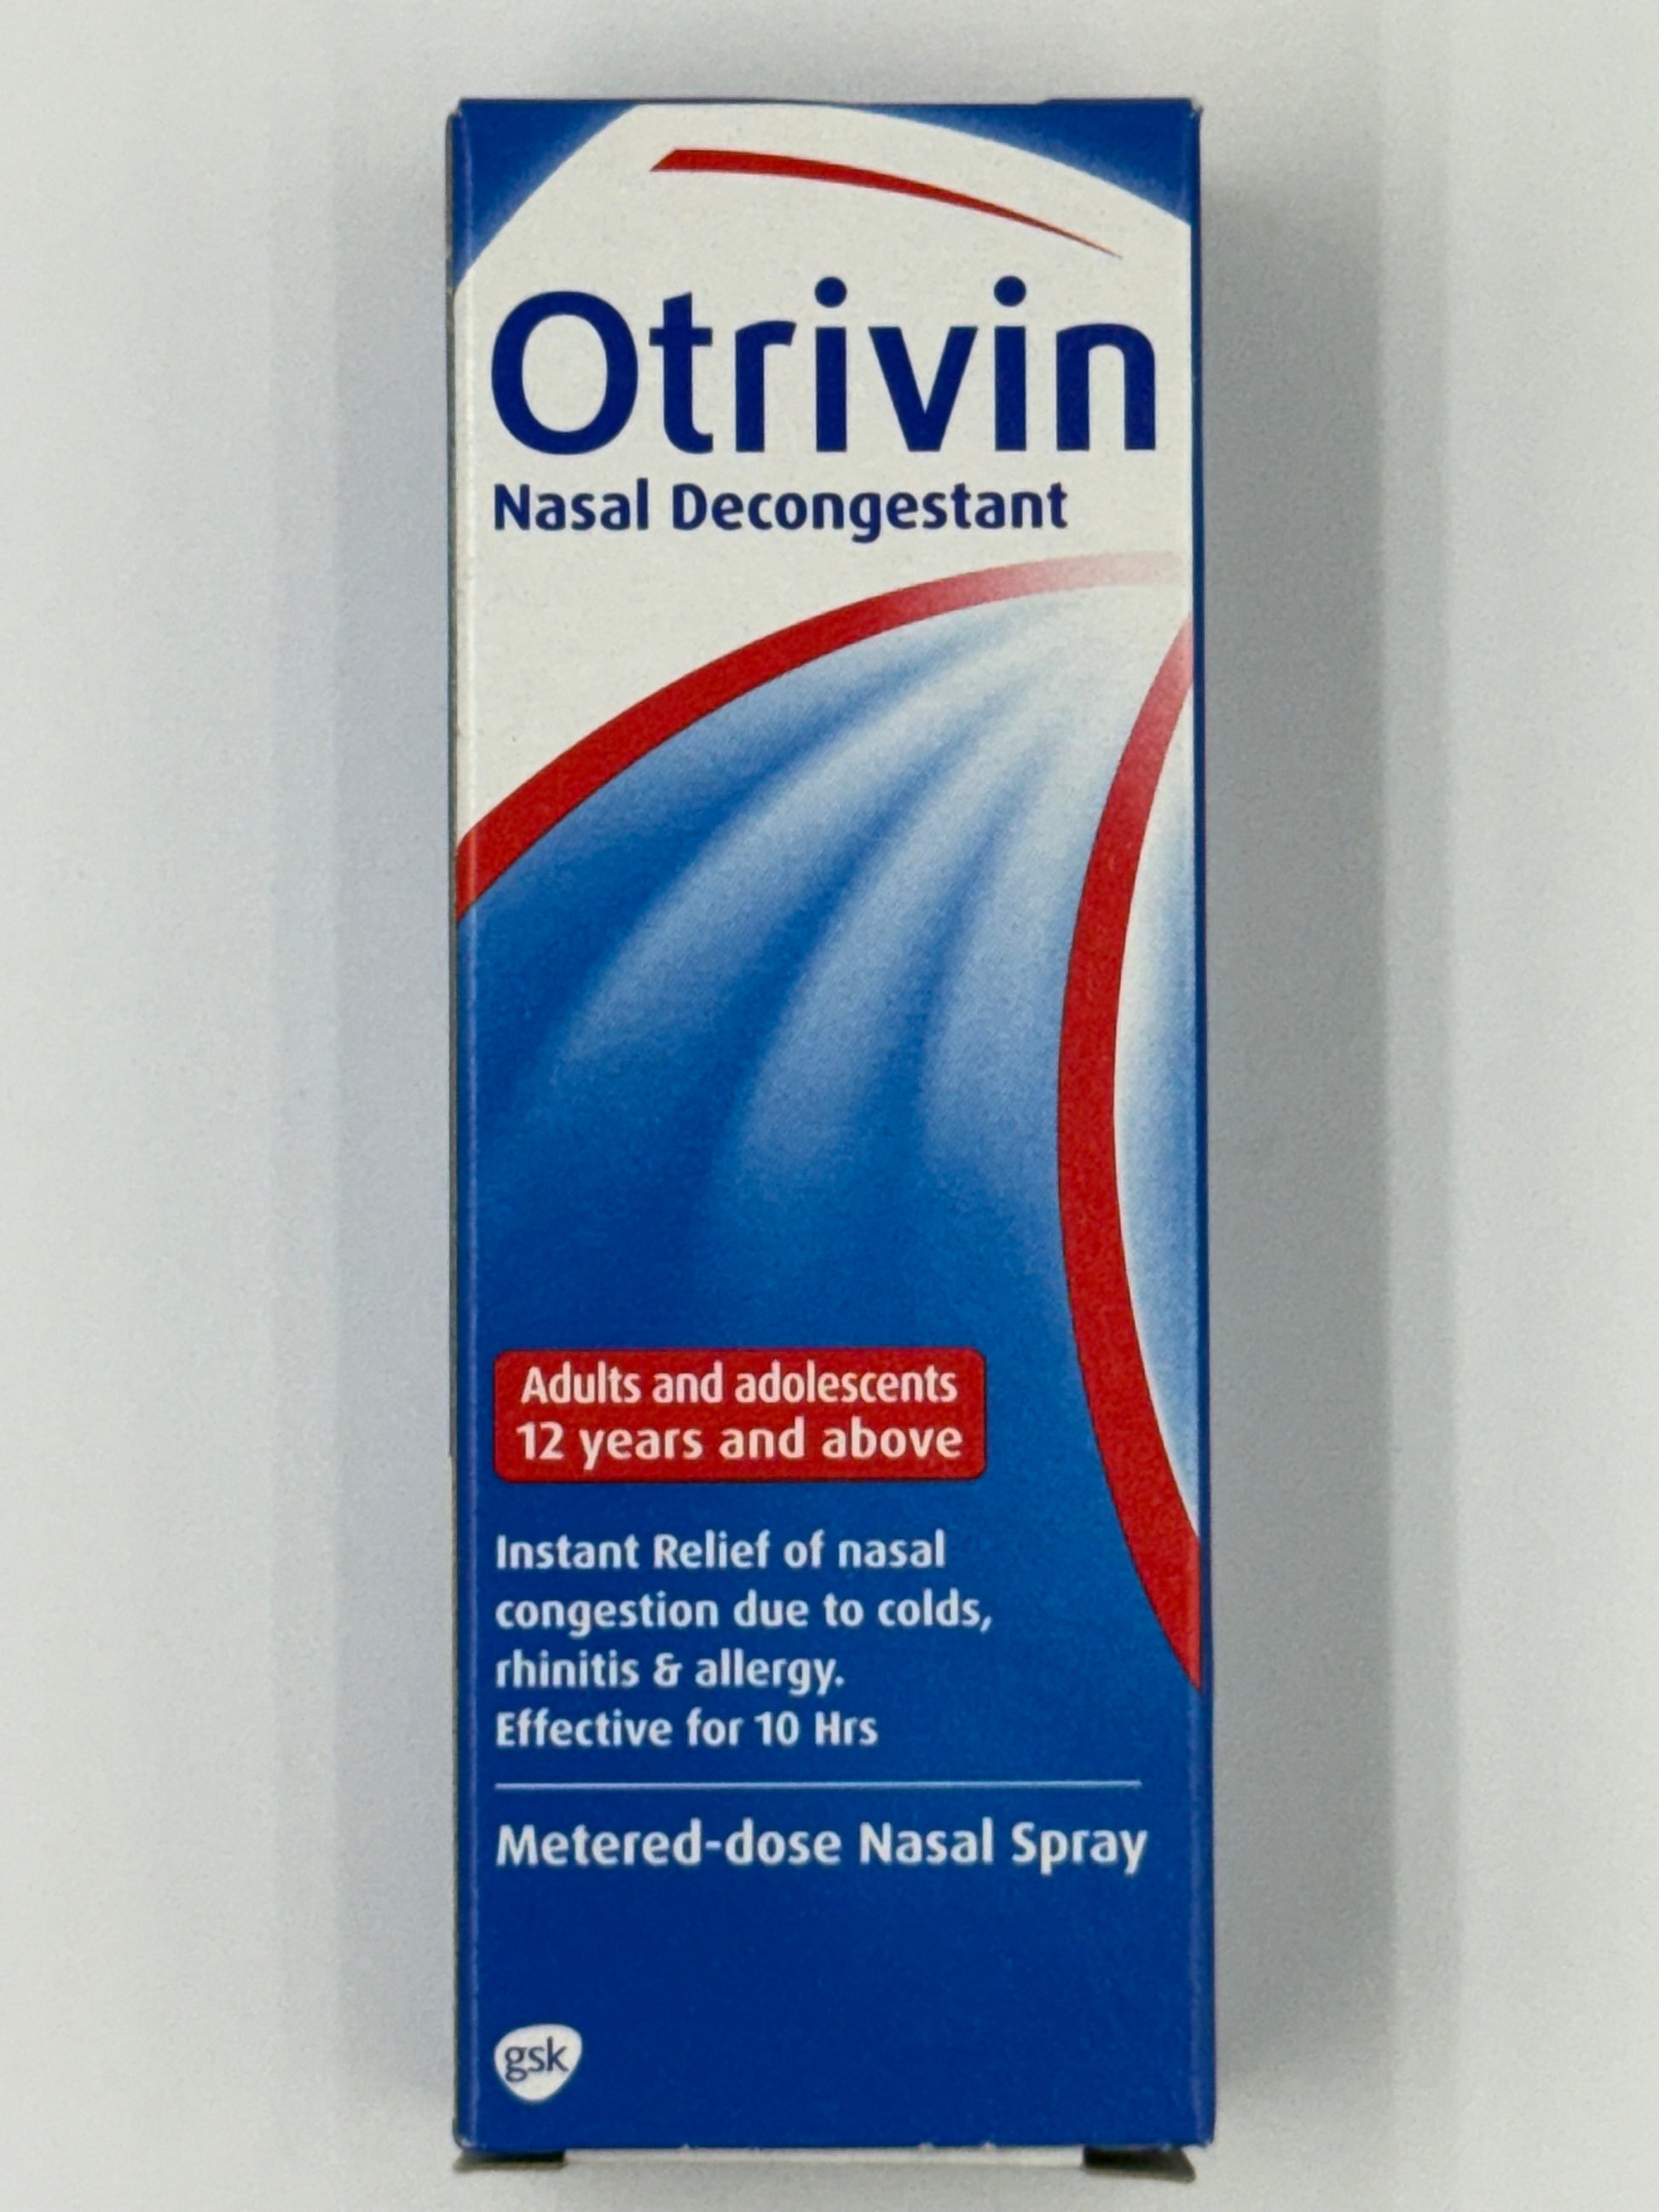 Otrivin
Nasal Decongestant
Adults and adolescents
12 years and above
Instant Relief of nasal
congestion due to colds,
rhinitis & allergy.
Effective for 10 Hrs
Metered-dose Nasal Spray
gsk